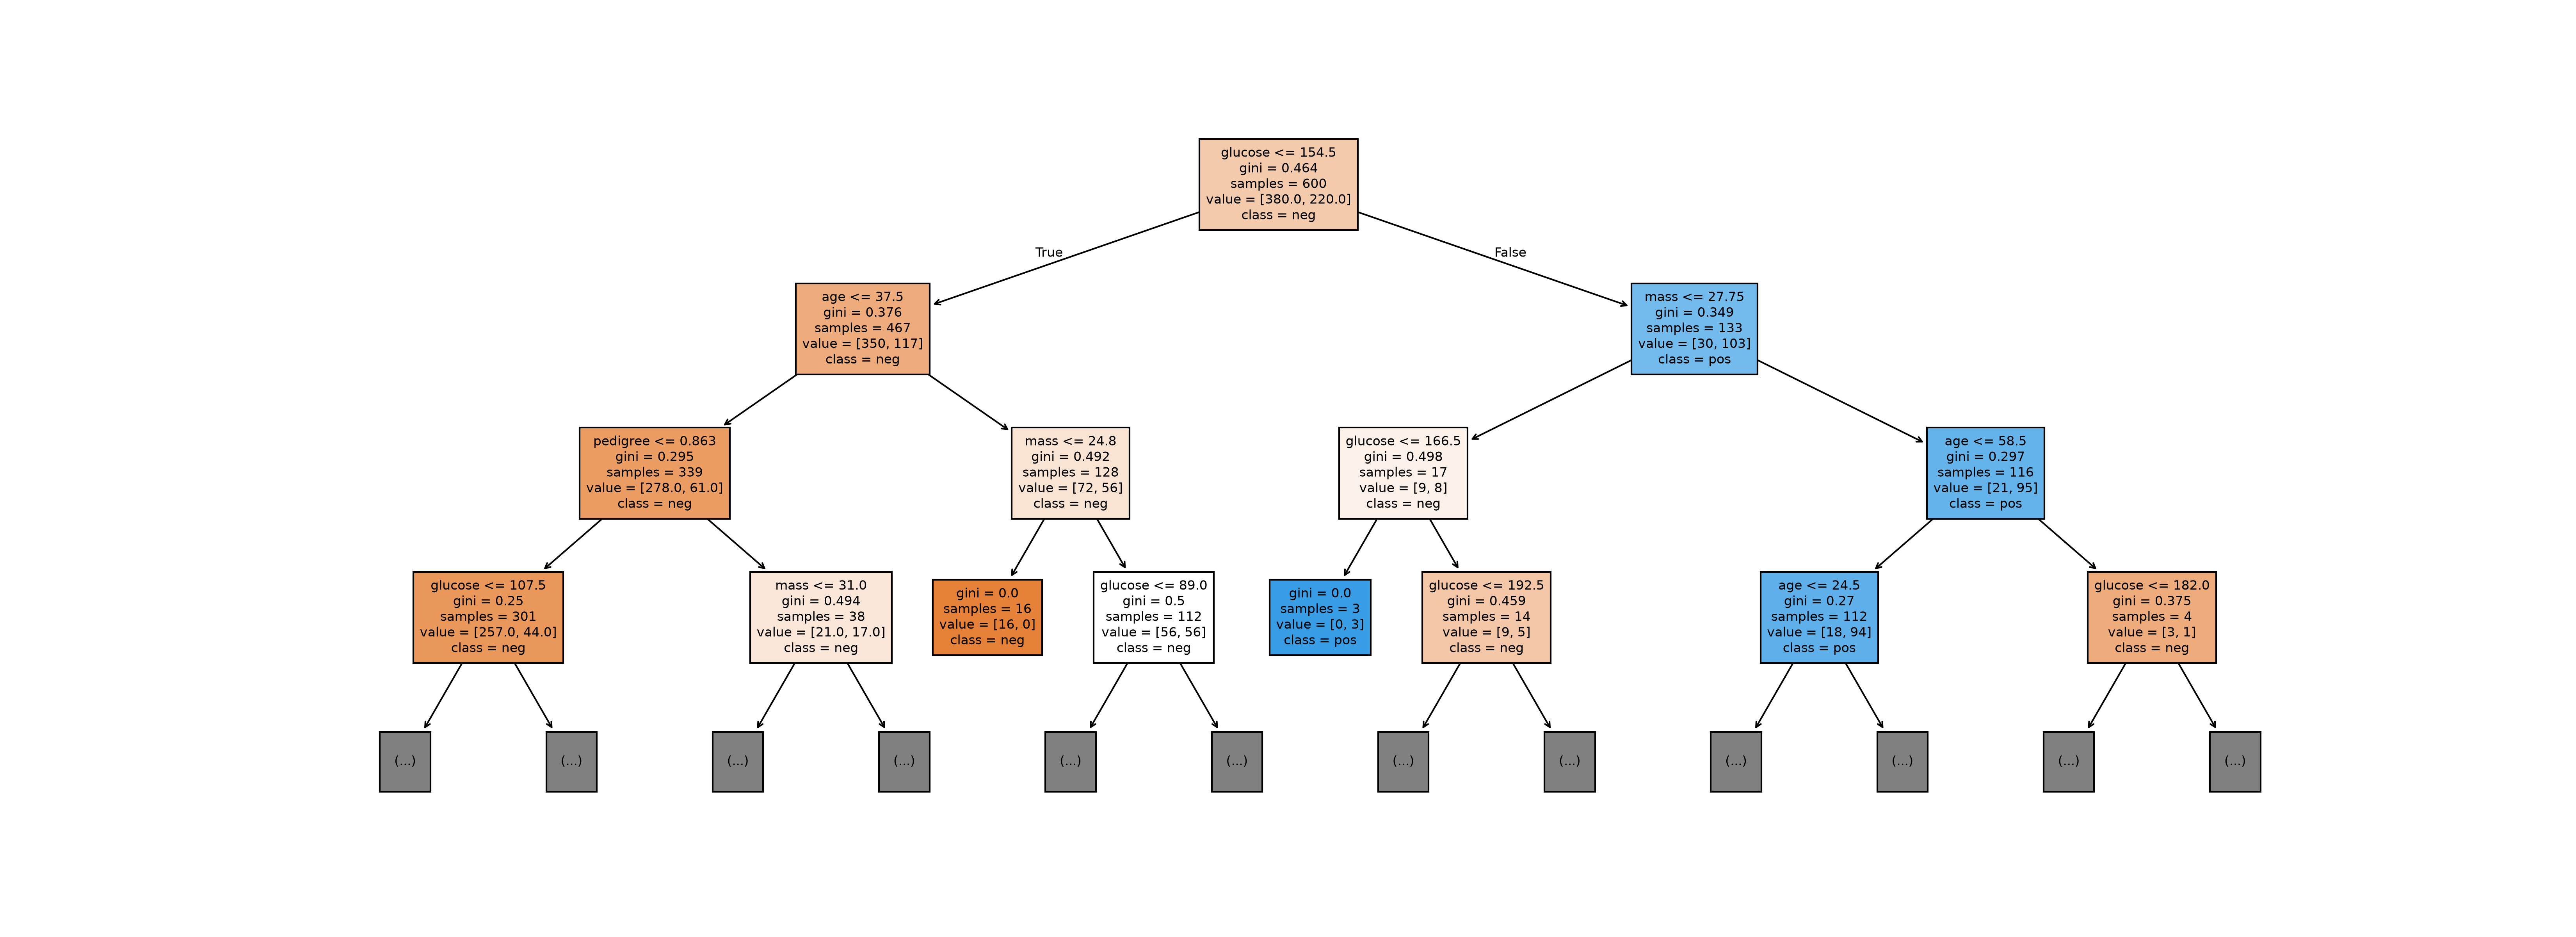 glucose <= 154.5
gini = 0.464
samples = 600
value = [380.0, 220.0]
class = neg
True
False
age <= 37.5
gini = 0.376
samples = 467
value = [350, 117]
class = neg
mass <= 27.75
gini = 0.349
samples = 133
value = [30, 103]
class = pos
pedigree <= 0.863
gini = 0.295
samples = 339
value = [278.0, 61.0]
class = neg
mass <= 24.8
gini = 0.492
samples = 128
value = [72, 56]
class = neg
glucose <= 166.5
gini = 0.498
samples = 17
value = [9, 8]
class = neg
age <= 58.5
gini = 0.297
samples = 116
value = [21, 95]
class = pos
glucose <= 107.5
gini = 0.25
samples = 301
value = [257.0, 44.0]
class = neg
mass <= 31.0
gini = 0.494
samples = 38
value = [21.0, 17.0]
class = neg
gini = 0.0
samples = 16
value = [16, 0]
class = neg
glucose <= 89.0
gini = 0.5
samples = 112
value = [56, 56]
class = neg
gini = 0.0
samples = 3
value = [0, 3]
class = pos
glucose <= 192.5
gini = 0.459
samples = 14
value = [9, 5]
class = neg
age <= 24.5
gini = 0.27
samples = 112
value = [18, 94]
class = pos
glucose <= 182.0
gini = 0.375
samples = 4
value = [3, 1]
class = neg
(...)
(...)
(...)
(...)
(...)
(...)
(...)
(...)
(...)
(...)
(...)
(...)